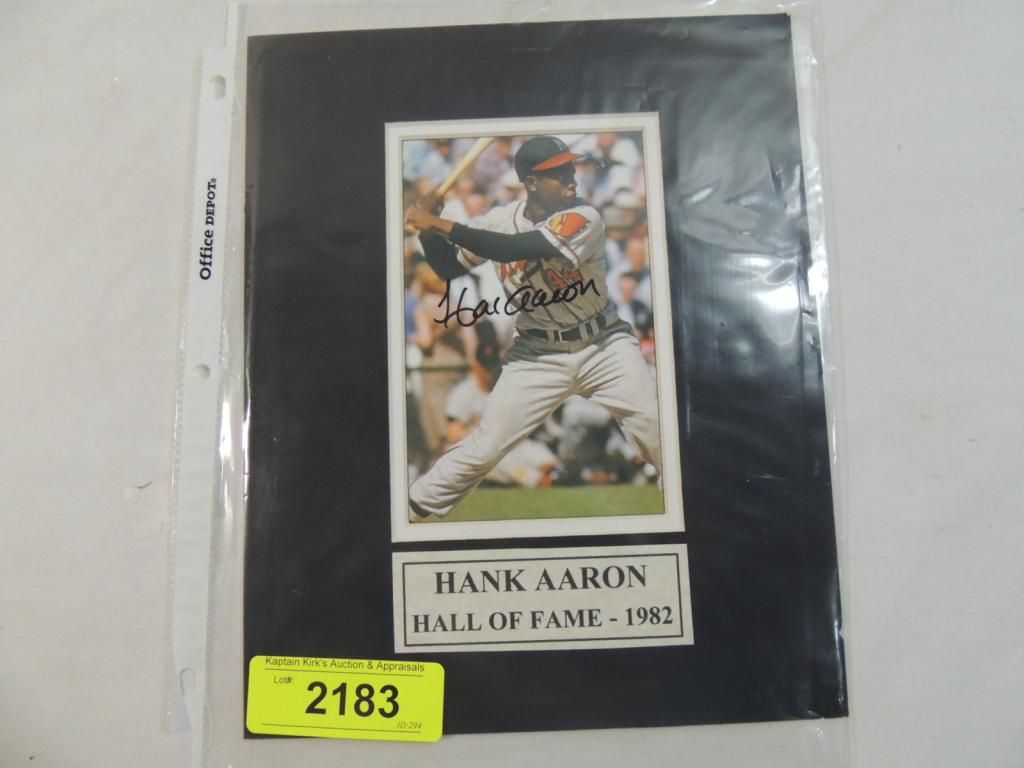 Office DEPOT®
Hank Aaron
HANK AARON
HALL OF FAME - 1982
Kaptain Kirk's Auction & Appraisals
Lot#:
2183
ID:294